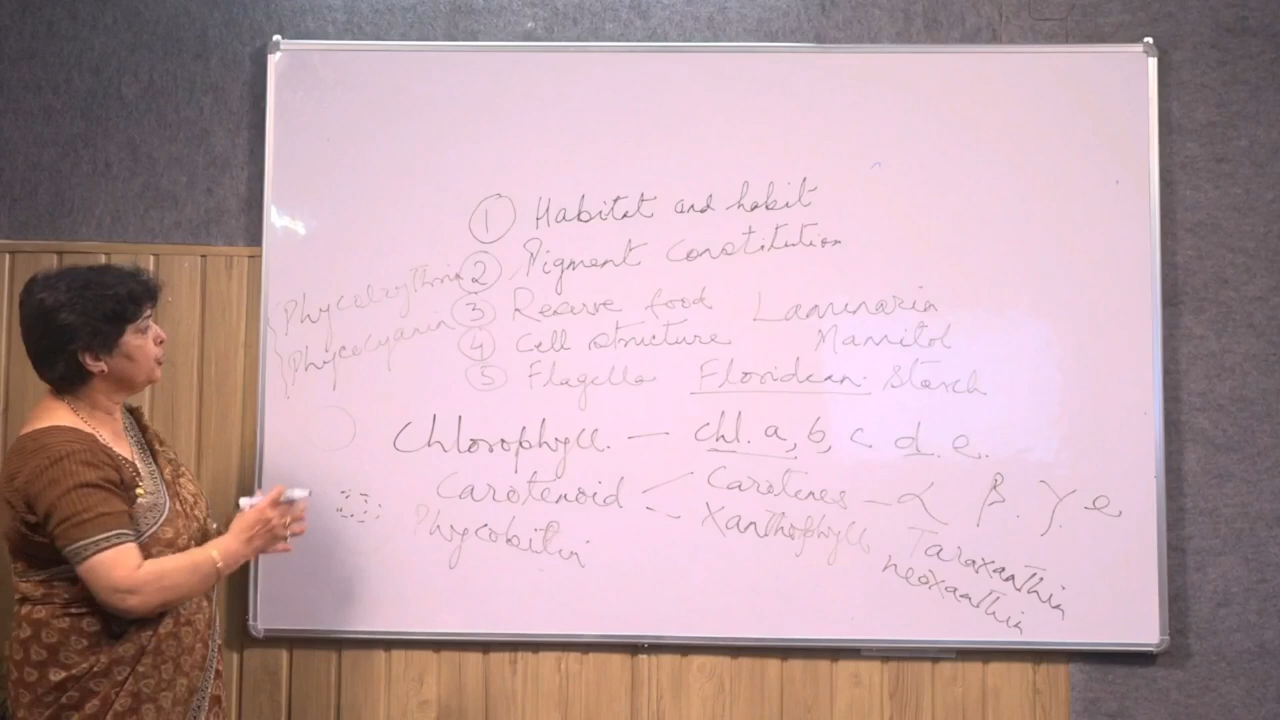 ① Habitat and habit
② Pigment Constitution
③ Reserve food Laminarin
④ Cell structure Mannitol
⑤ Flagella Floridean Starch
Phycoerythrin
Phycocyanin
Chlorophyll. — chl. a, b, c d. e.
Carotenoid < Carotenes — α β. γ. e
Xanthophyll Taraxanthin
neoxanthin
Phycobilin